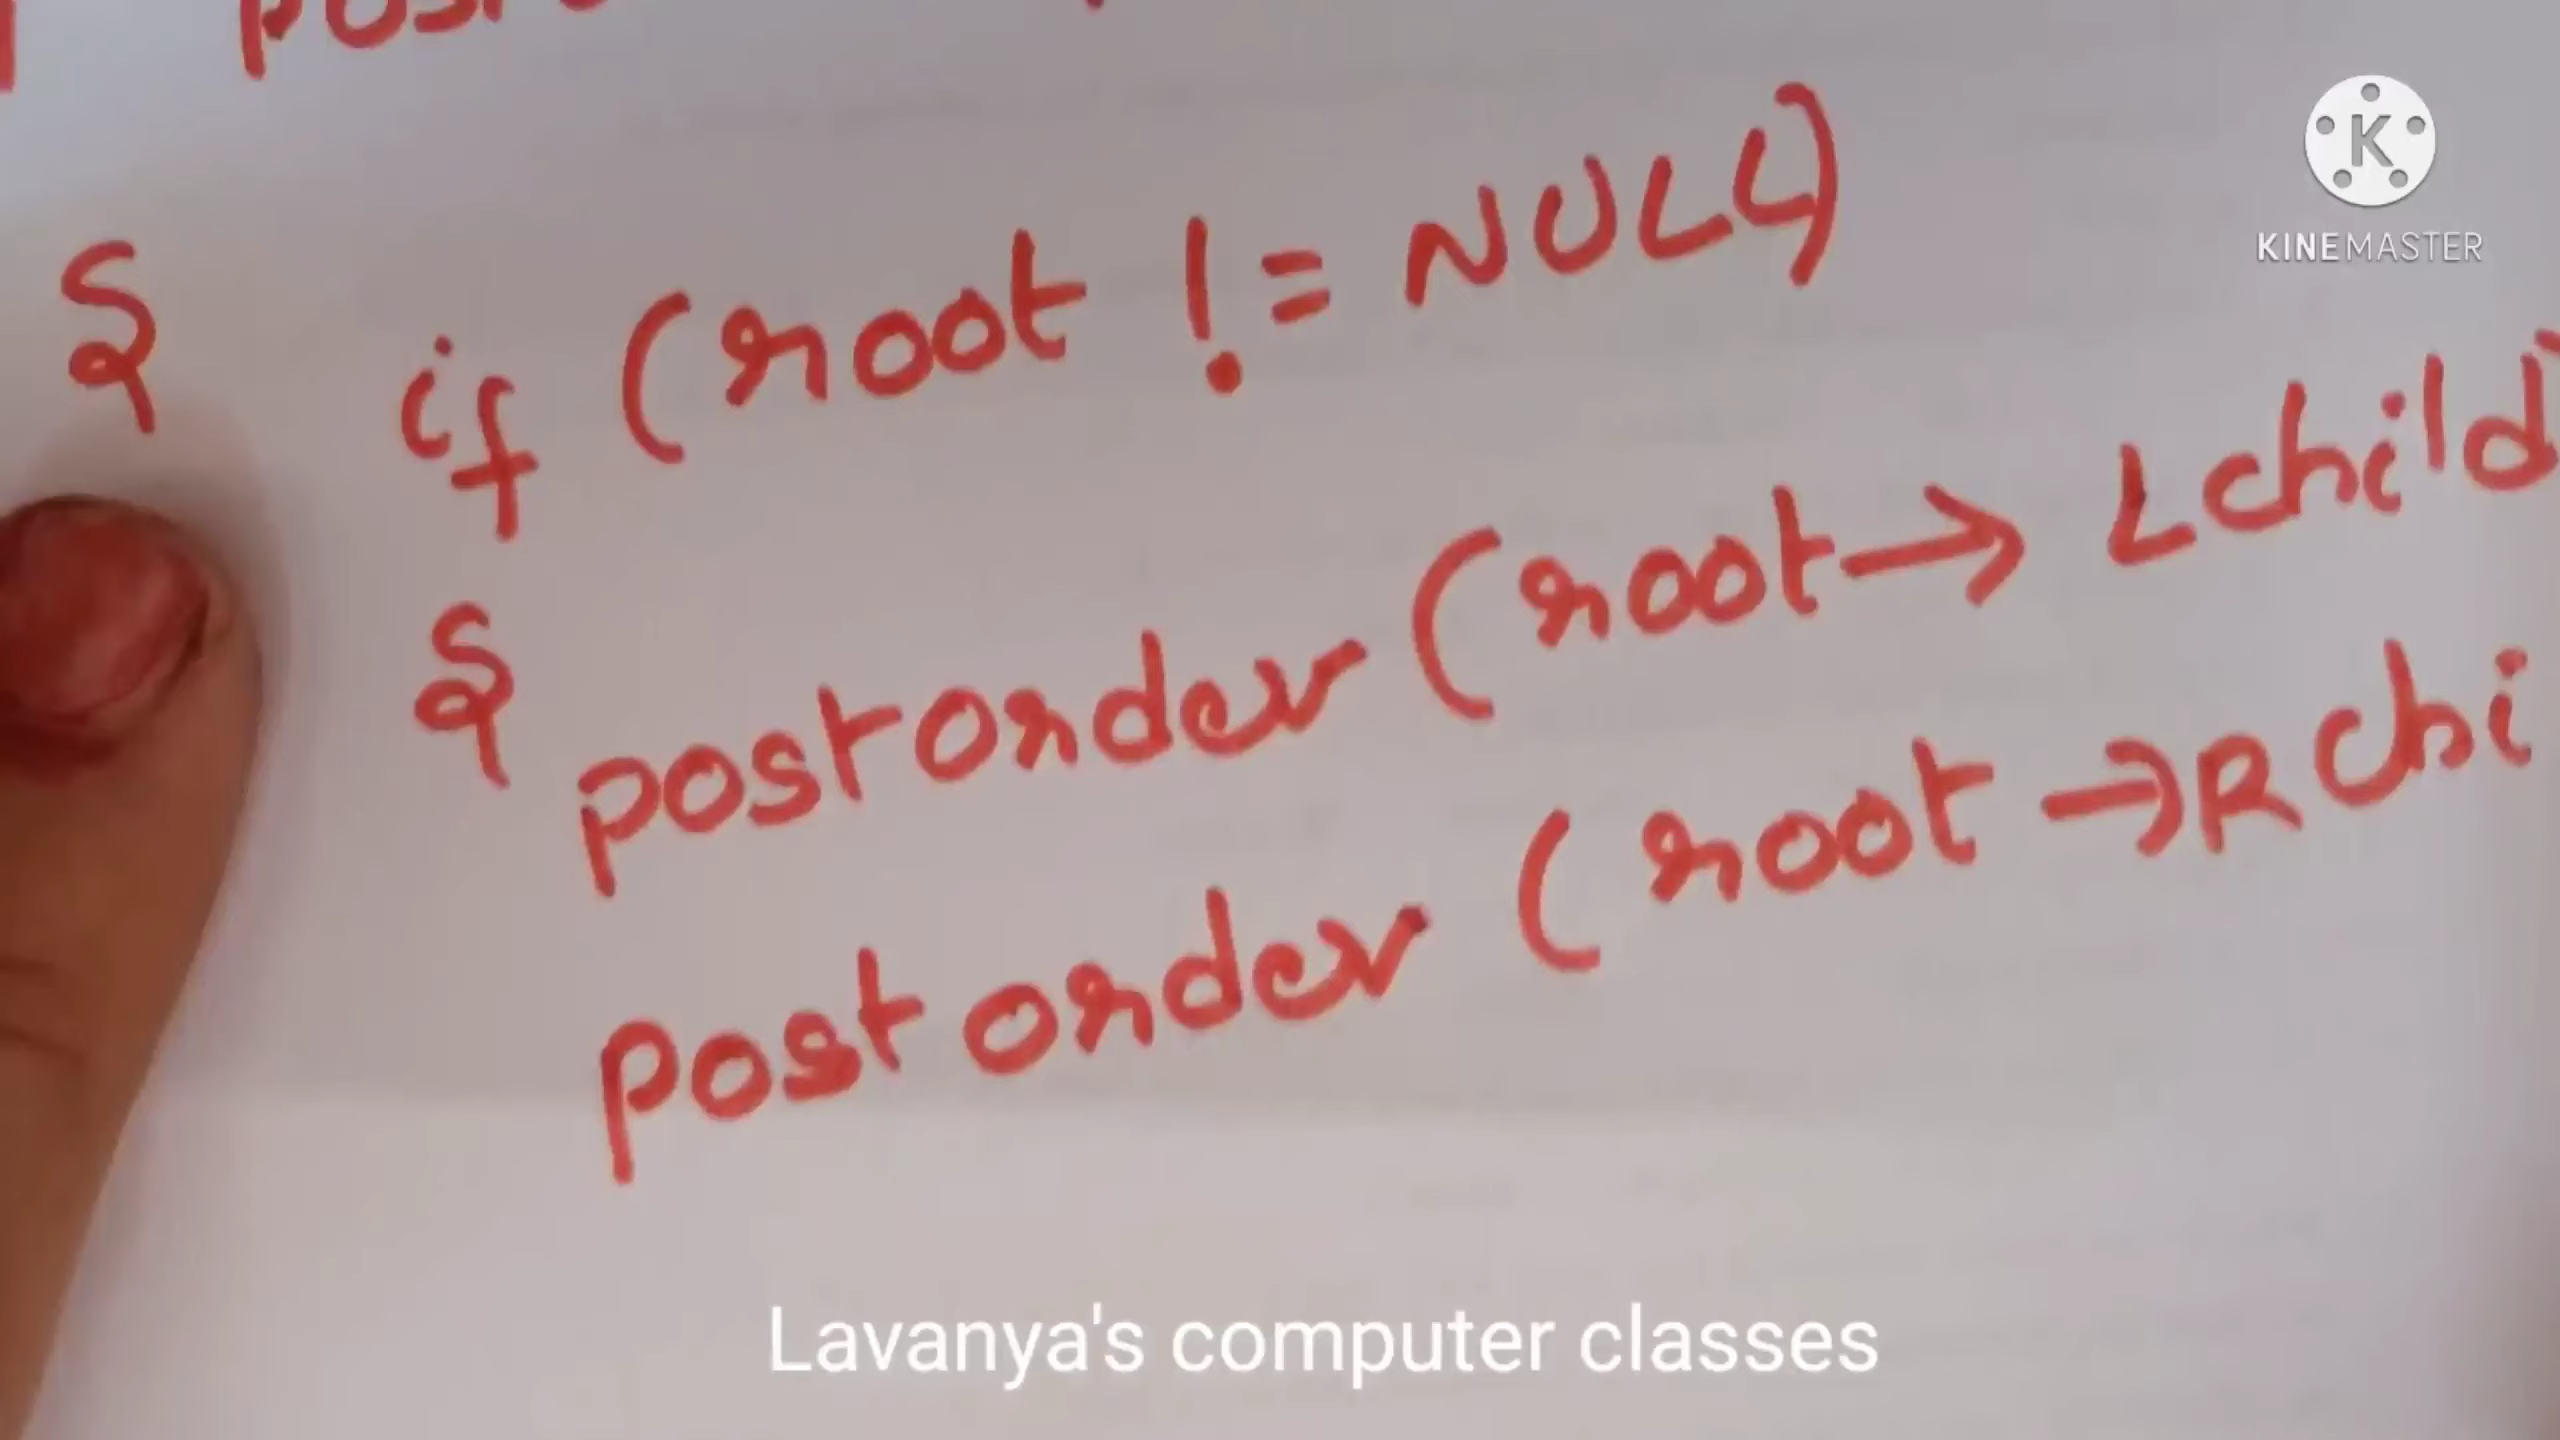 {
if (root != NULL)
{
postorder (root → Lchild)
postorder (root → Rchi
K
KINEMASTER
Lavanya's computer classes